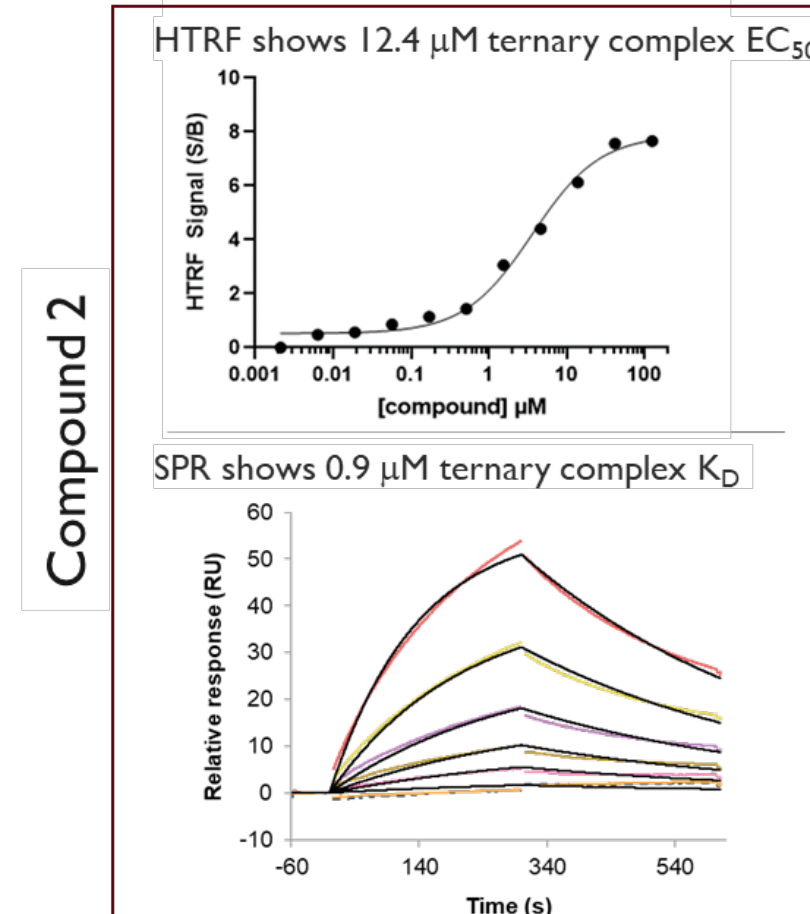 Compound 2
HTRF shows 12.4 μM ternary complex EC50
10
8
6
4
2
0
HTRF Signal (S/B)
0.001 0.01 0.1 1 10 100
[compound] μM
SPR shows 0.9 μM ternary complex KD
60
50
40
30
20
10
0
-10
Relative response (RU)
-60 140 340 540
Time (s)